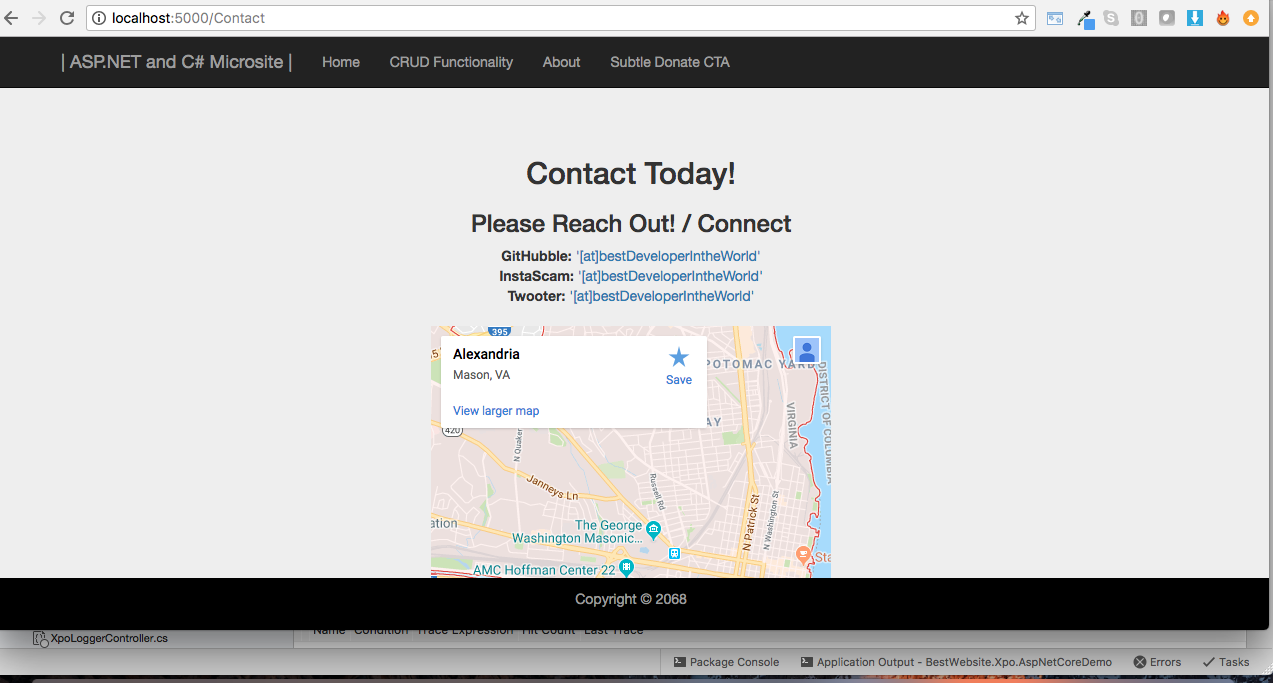 localhost:5000/Contact
| ASP.NET and C# Microsite | Home CRUD Functionality About Subtle Donate CTA
Contact Today!
Please Reach Out! / Connect
GitHubble: '[at]bestDeveloperIntheWorld'
InstaScam: '[at]bestDeveloperIntheWorld'
Twooter: '[at]bestDeveloperIntheWorld'
395
Alexandria
Mason, VA
Save
View larger map
POTOMAC YARD
DISTRICT OF COLUMBIA
VIRGINIA
AY
420
N Quaker
Janneys Ln
Russell Rd
N Patrick St
N Washington St
ation
The George
Washington Masonic...
Sta
AMC Hoffman Center 22
Copyright © 2068
XpoLoggerController.cs
Name Condition Trace Expression Hit Count Last Trace
Package Console Application Output - BestWebsite.Xpo.AspNetCoreDemo Errors Tasks